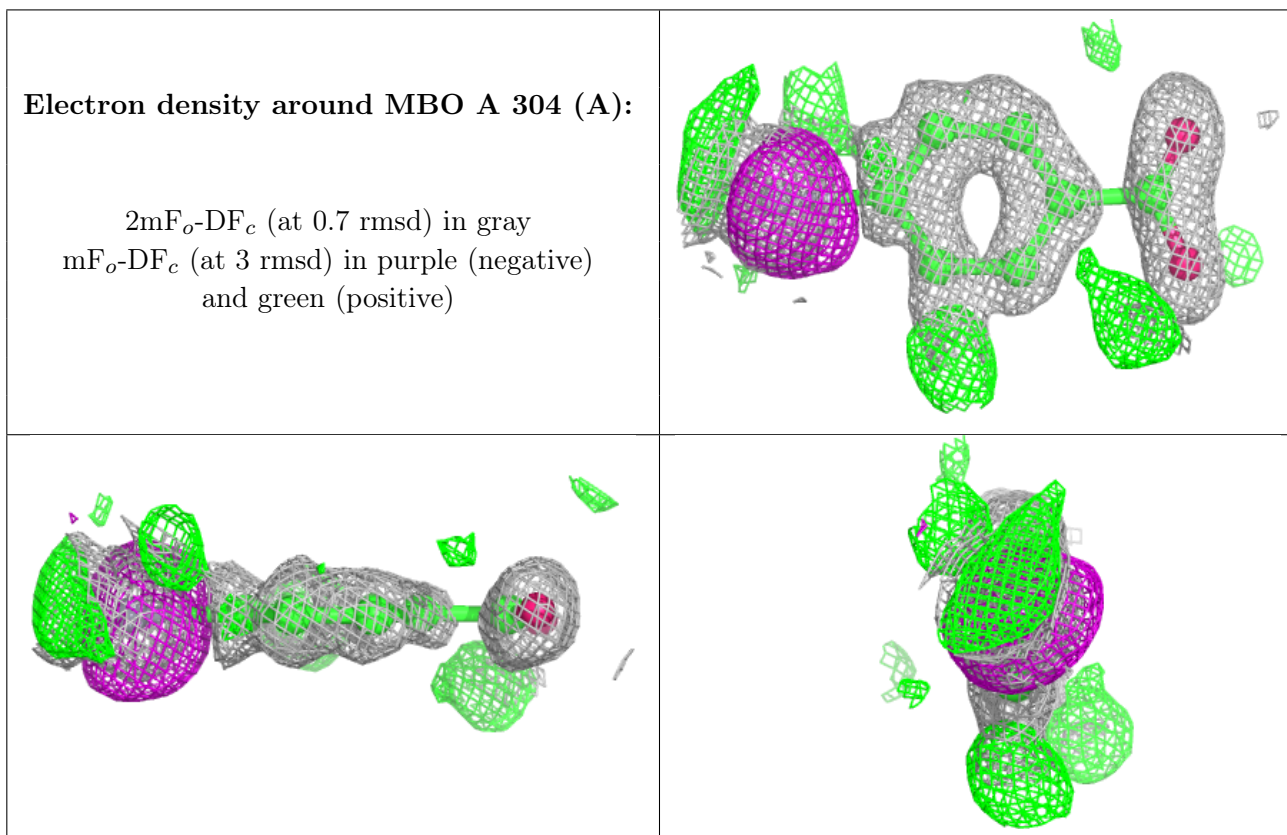 Electron density around MBO A 304 (A):
2mFₒ-DF𝒸 (at 0.7 rmsd) in gray
mFₒ-DF𝒸 (at 3 rmsd) in purple (negative)
and green (positive)